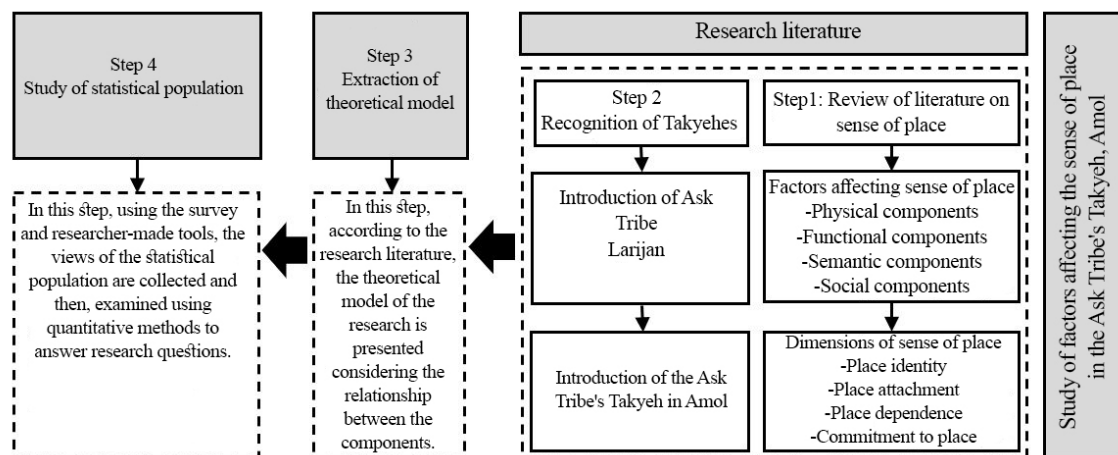 Study of factors affecting the sense of place
in the Ask Tribe's Takyeh, Amol
Research literature
Step1: Review of literature on
sense of place
Factors affecting sense of place
-Physical components
-Functional components
-Semantic components
-Social components
Dimensions of sense of place
-Place identity
-Place attachment
-Place dependence
-Commitment to place
Step 2
Recognition of Takyehes
Introduction of Ask
Tribe
Larijan
Introduction of the Ask
Tribe's Takyeh in Amol
Step 3
Extraction of
theoretical model
In this step,
according to the
research literature,
the theoretical
model of the
research is
presented
considering the
relationship
between the
components.
Step 4
Study of statistical population
In this step, using the survey
and researcher-made tools, the
views of the statistical
population are collected and
then, examined using
quantitative methods to
answer research questions.